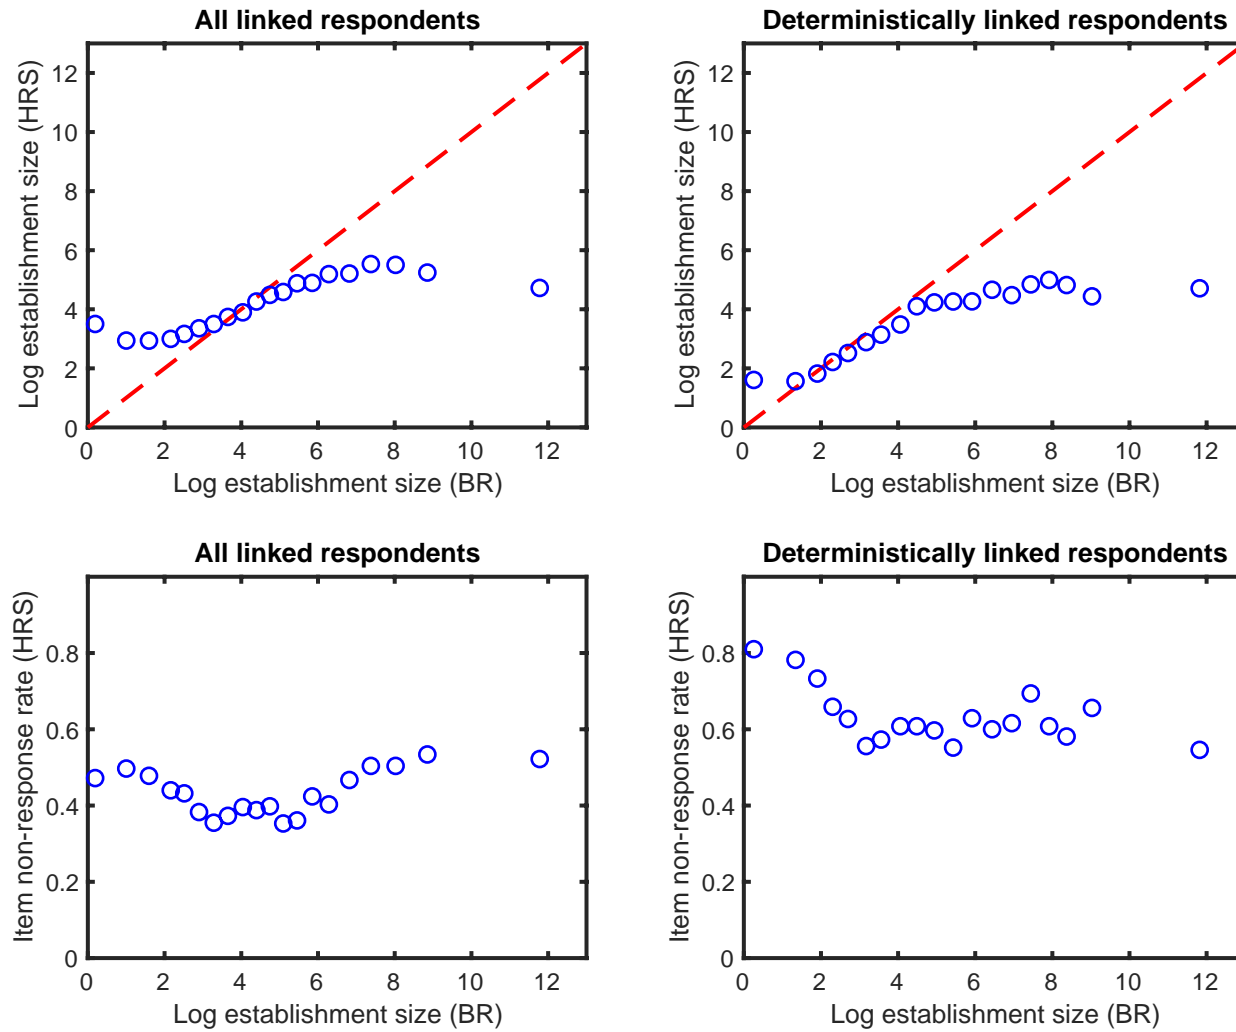 All linked respondents
Log establishment size (HRS)
12
10
8
6
4
2
0
0 2 4 6 8 10 12
Log establishment size (BR)
Deterministically linked respondents
Log establishment size (HRS)
12
10
8
6
4
2
0
0 2 4 6 8 10 12
Log establishment size (BR)
All linked respondents
Item non-response rate (HRS)
0.8
0.6
0.4
0.2
0
0 2 4 6 8 10 12
Log establishment size (BR)
Deterministically linked respondents
Item non-response rate (HRS)
0.8
0.6
0.4
0.2
0
0 2 4 6 8 10 12
Log establishment size (BR)